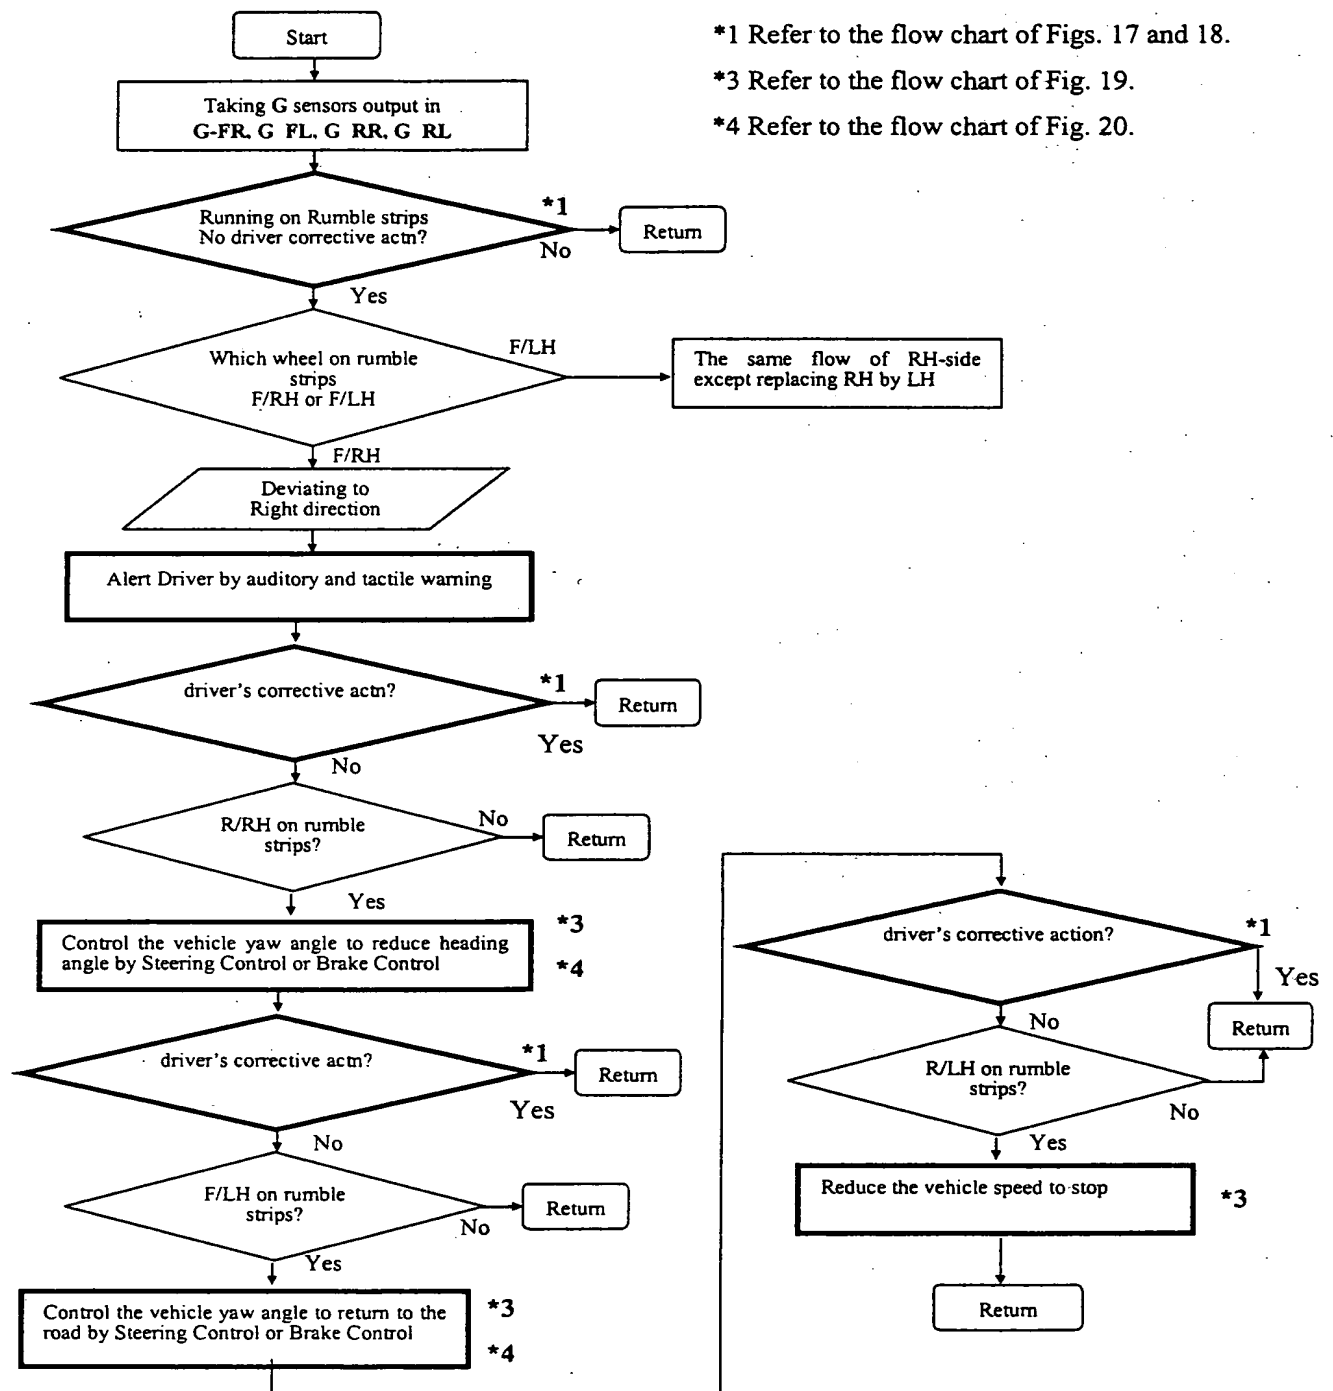 Start
*1 Refer to the flow chart of Figs. 17 and 18.
*3 Refer to the flow chart of Fig. 19.
*4 Refer to the flow chart of Fig. 20.
Taking G sensors output in
G-FR, G FL, G RR, G RL
Running on Rumble strips
No driver corrective actn?
*1
No
Return
Yes
Which wheel on rumble
strips
F/RH or F/LH
F/LH
The same flow of RH-side
except replacing RH by LH
F/RH
Deviating to
Right direction
Alert Driver by auditory and tactile warning
driver's corrective actn?
*1
Yes
Return
No
R/RH on rumble
strips?
No
Return
Yes
Control the vehicle yaw angle to reduce heading
angle by Steering Control or Brake Control
*3
*4
driver's corrective actn?
*1
Yes
Return
No
F/LH on rumble
strips?
No
Return
Yes
Control the vehicle yaw angle to return to the
road by Steering Control or Brake Control
*3
*4
driver's corrective action?
*1
Yes
Return
No
R/LH on rumble
strips?
No
Yes
Reduce the vehicle speed to stop
*3
Return